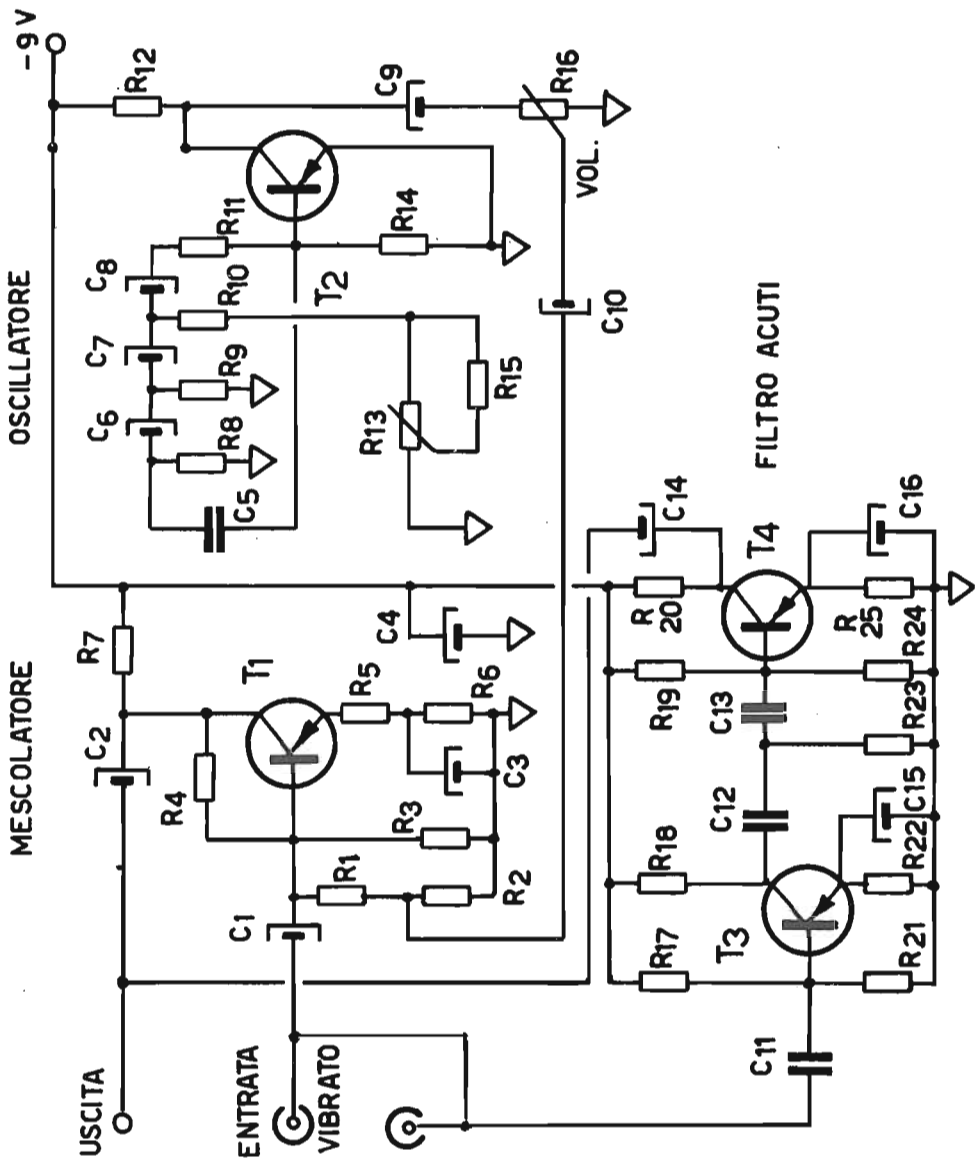 MESCOLATORE
OSCILLATORE
-9 V
USCITA
ENTRATA
VIBRATO
C2
R7
R4
T1
C1
R1
R2
R3
C3
R5
R6
C4
C5
C6
C7
C8
R8
R9
R10
R11
R12
T2
R13
R14
R15
C9
R16
VOL.
C10
FILTRO ACUTI
C11
R17
R18
T3
R21
R22
C15
C12
R19
C13
R23
R24
R
20
C14
T4
R
25
C16